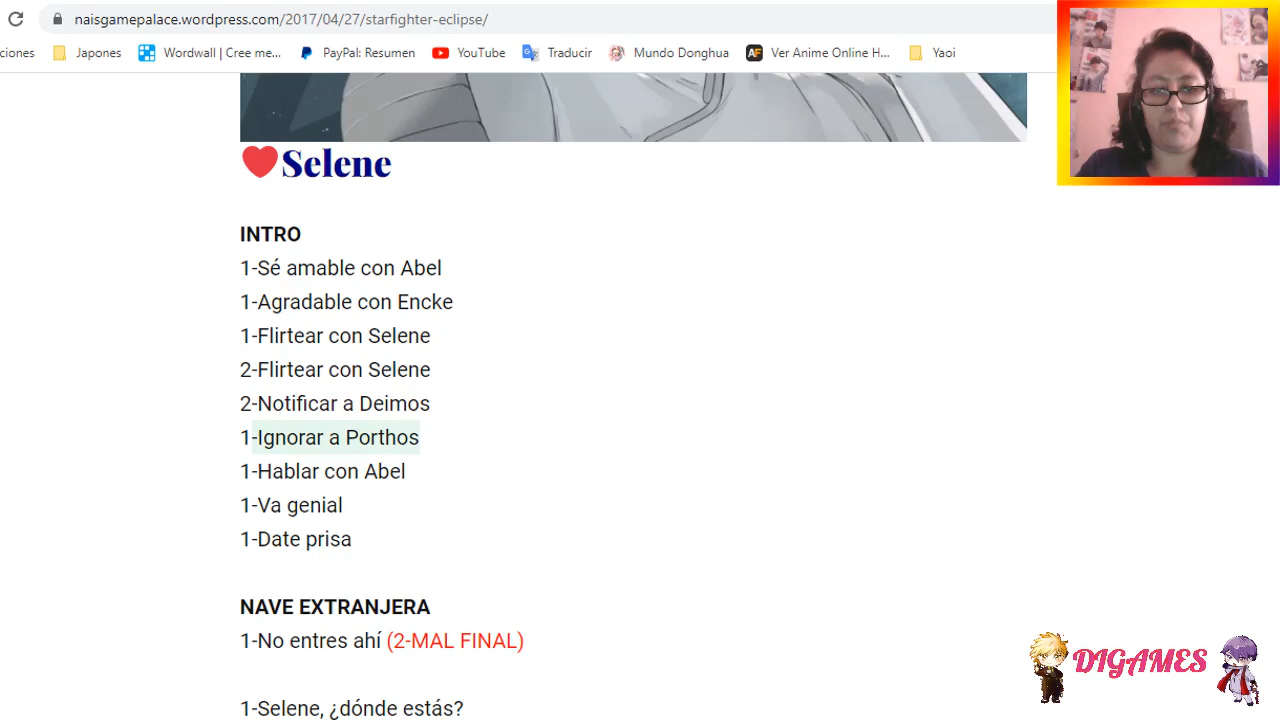 naisgamepalace.wordpress.com/2017/04/27/starfighter-eclipse/
ciones Japones Wordwall | Cree me... PayPal: Resumen YouTube Traducir Mundo Donghua Ver Anime Online H... Yaoi
Selene
INTRO
1-Sé amable con Abel
1-Agradable con Encke
1-Flirtear con Selene
2-Flirtear con Selene
2-Notificar a Deimos
1-Ignorar a Porthos
1-Hablar con Abel
1-Va genial
1-Date prisa
NAVE EXTRANJERA
1-No entres ahí (2-MAL FINAL)
1-Selene, ¿dónde estás?
DIGAMES